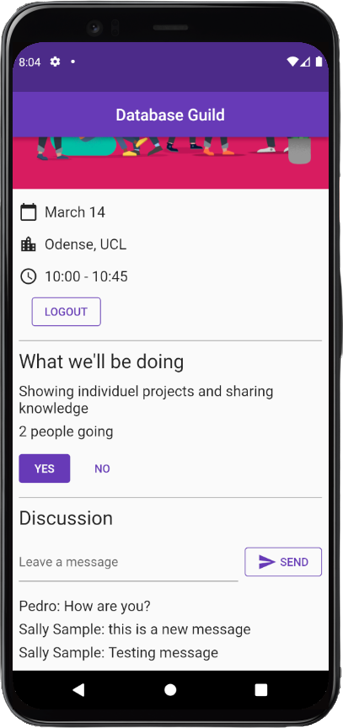 8:04
Database Guild
March 14
Odense, UCL
10:00 - 10:45
LOGOUT
What we'll be doing
Showing individuel projects and sharing
knowledge
2 people going
YES NO
Discussion
Leave a message
SEND
Pedro: How are you?
Sally Sample: this is a new message
Sally Sample: Testing message